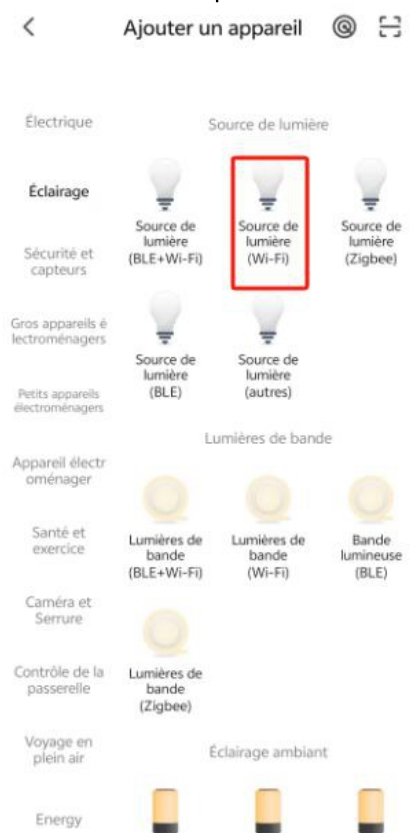 Ajouter un appareil
Électrique
Éclairage
Sécurité et
capteurs
Gros appareils é
lectroménagers
Petits appareils
électroménagers
Appareil électr
oménager
Santé et
exercice
Caméra et
Serrure
Contrôle de la
passerelle
Voyage en
plein air
Energy
Source de lumière
Source de
lumière
(BLE+Wi-Fi)
Source de
lumière
(Wi-Fi)
Source de
lumière
(Zigbee)
Source de
lumière
(BLE)
Source de
lumière
(autres)
Lumières de bande
Lumières de
bande
(BLE+Wi-Fi)
Lumières de
bande
(Wi-Fi)
Bande
lumineuse
(BLE)
Lumières de
bande
(Zigbee)
Éclairage ambiant